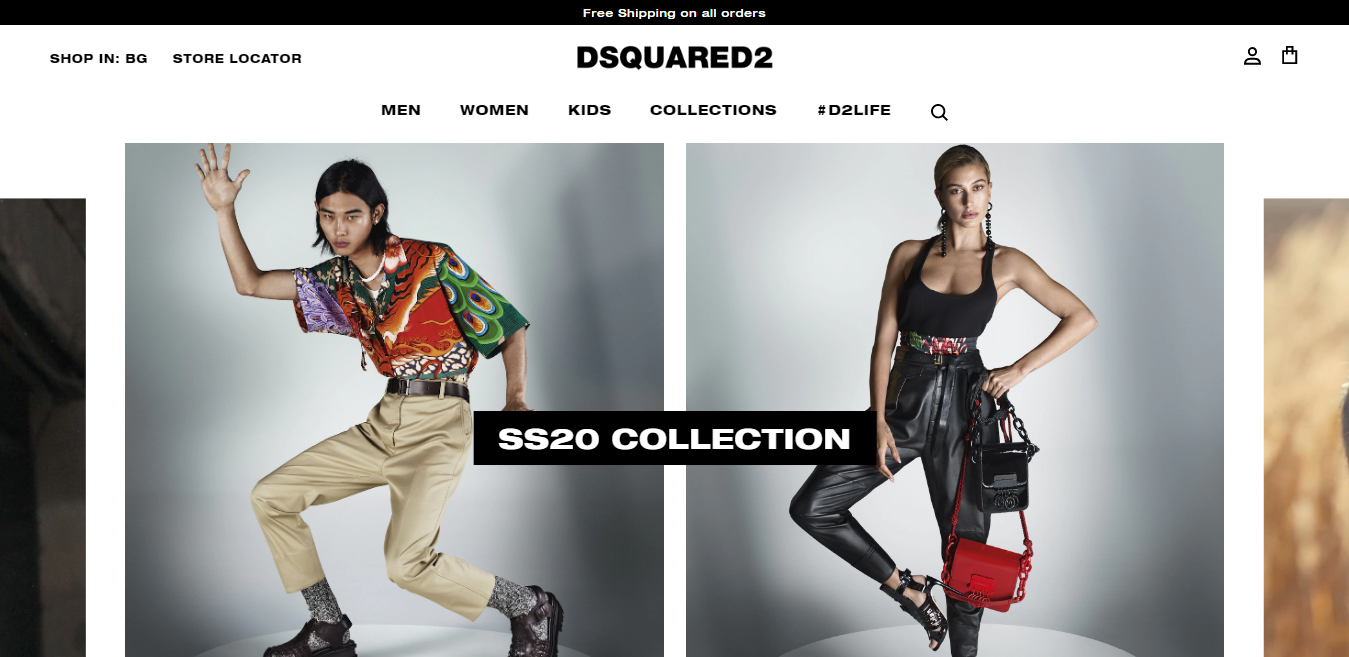 Free Shipping on all orders
SHOP IN: BG
STORE LOCATOR
DSQUARED2
MEN
WOMEN
KIDS
COLLECTIONS
#D2LIFE
SS20 COLLECTION